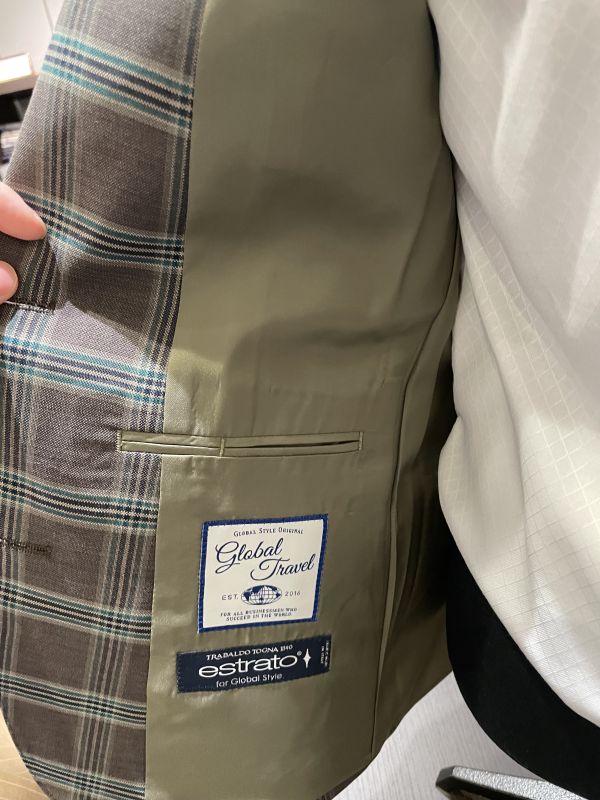 GLOBAL STYLE ORIGINAL
Global
Travel
EST. 2016
FOR ALL BUSINESSMEN WHO
SUCCEED IN THE WORLD.
TRABALDO TOGNA 1840
estrato®
for Global Style